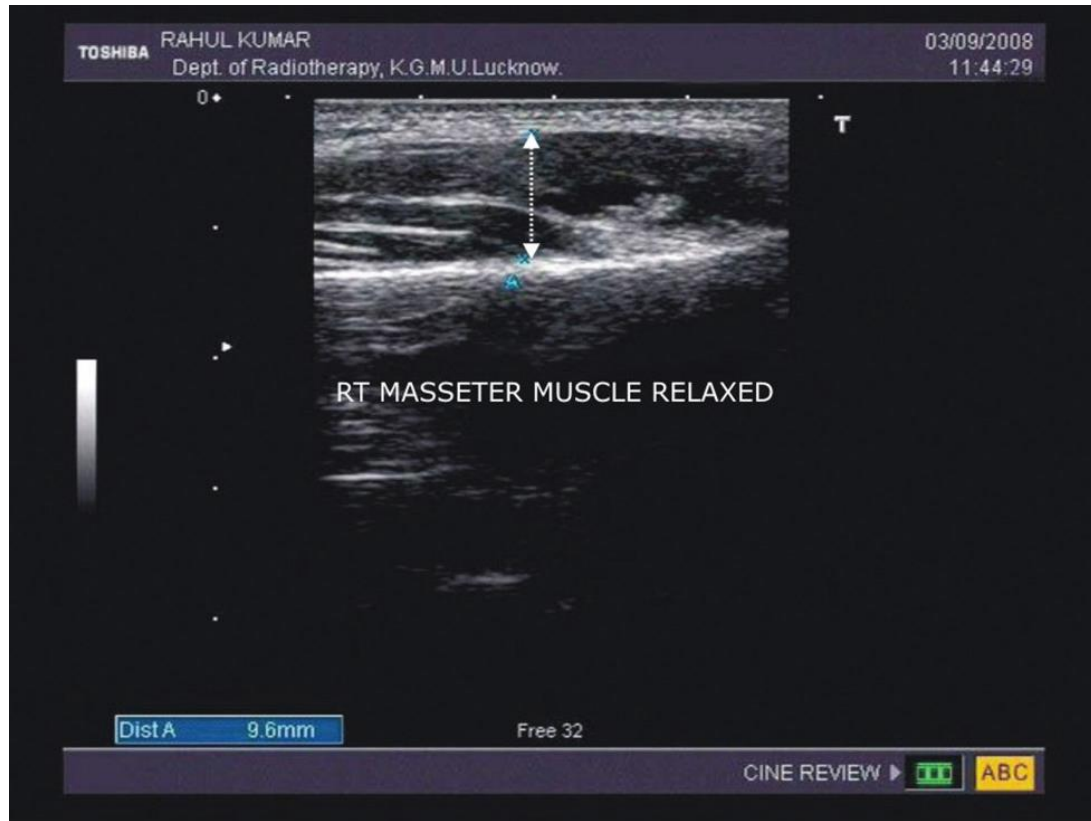 TOSHIBA RAHUL KUMAR 03/09/2008
Dept. of Radiotherapy, K.G.M.U.Lucknow. 11:44:29
0
T
A
RT MASSETER MUSCLE RELAXED
Dist A 9.6mm Free 32
CINE REVIEW ABC